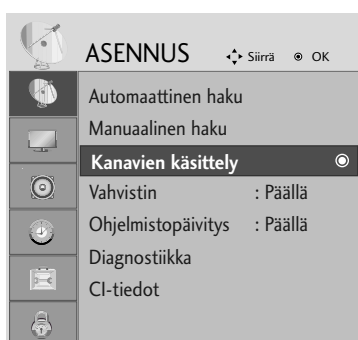 ASENNUS Siirrä OK
Automaattinen haku
Manuaalinen haku
Kanavien käsittely
Vahvistin : Päällä
Ohjelmistopäivitys : Päällä
Diagnostiikka
CI-tiedot